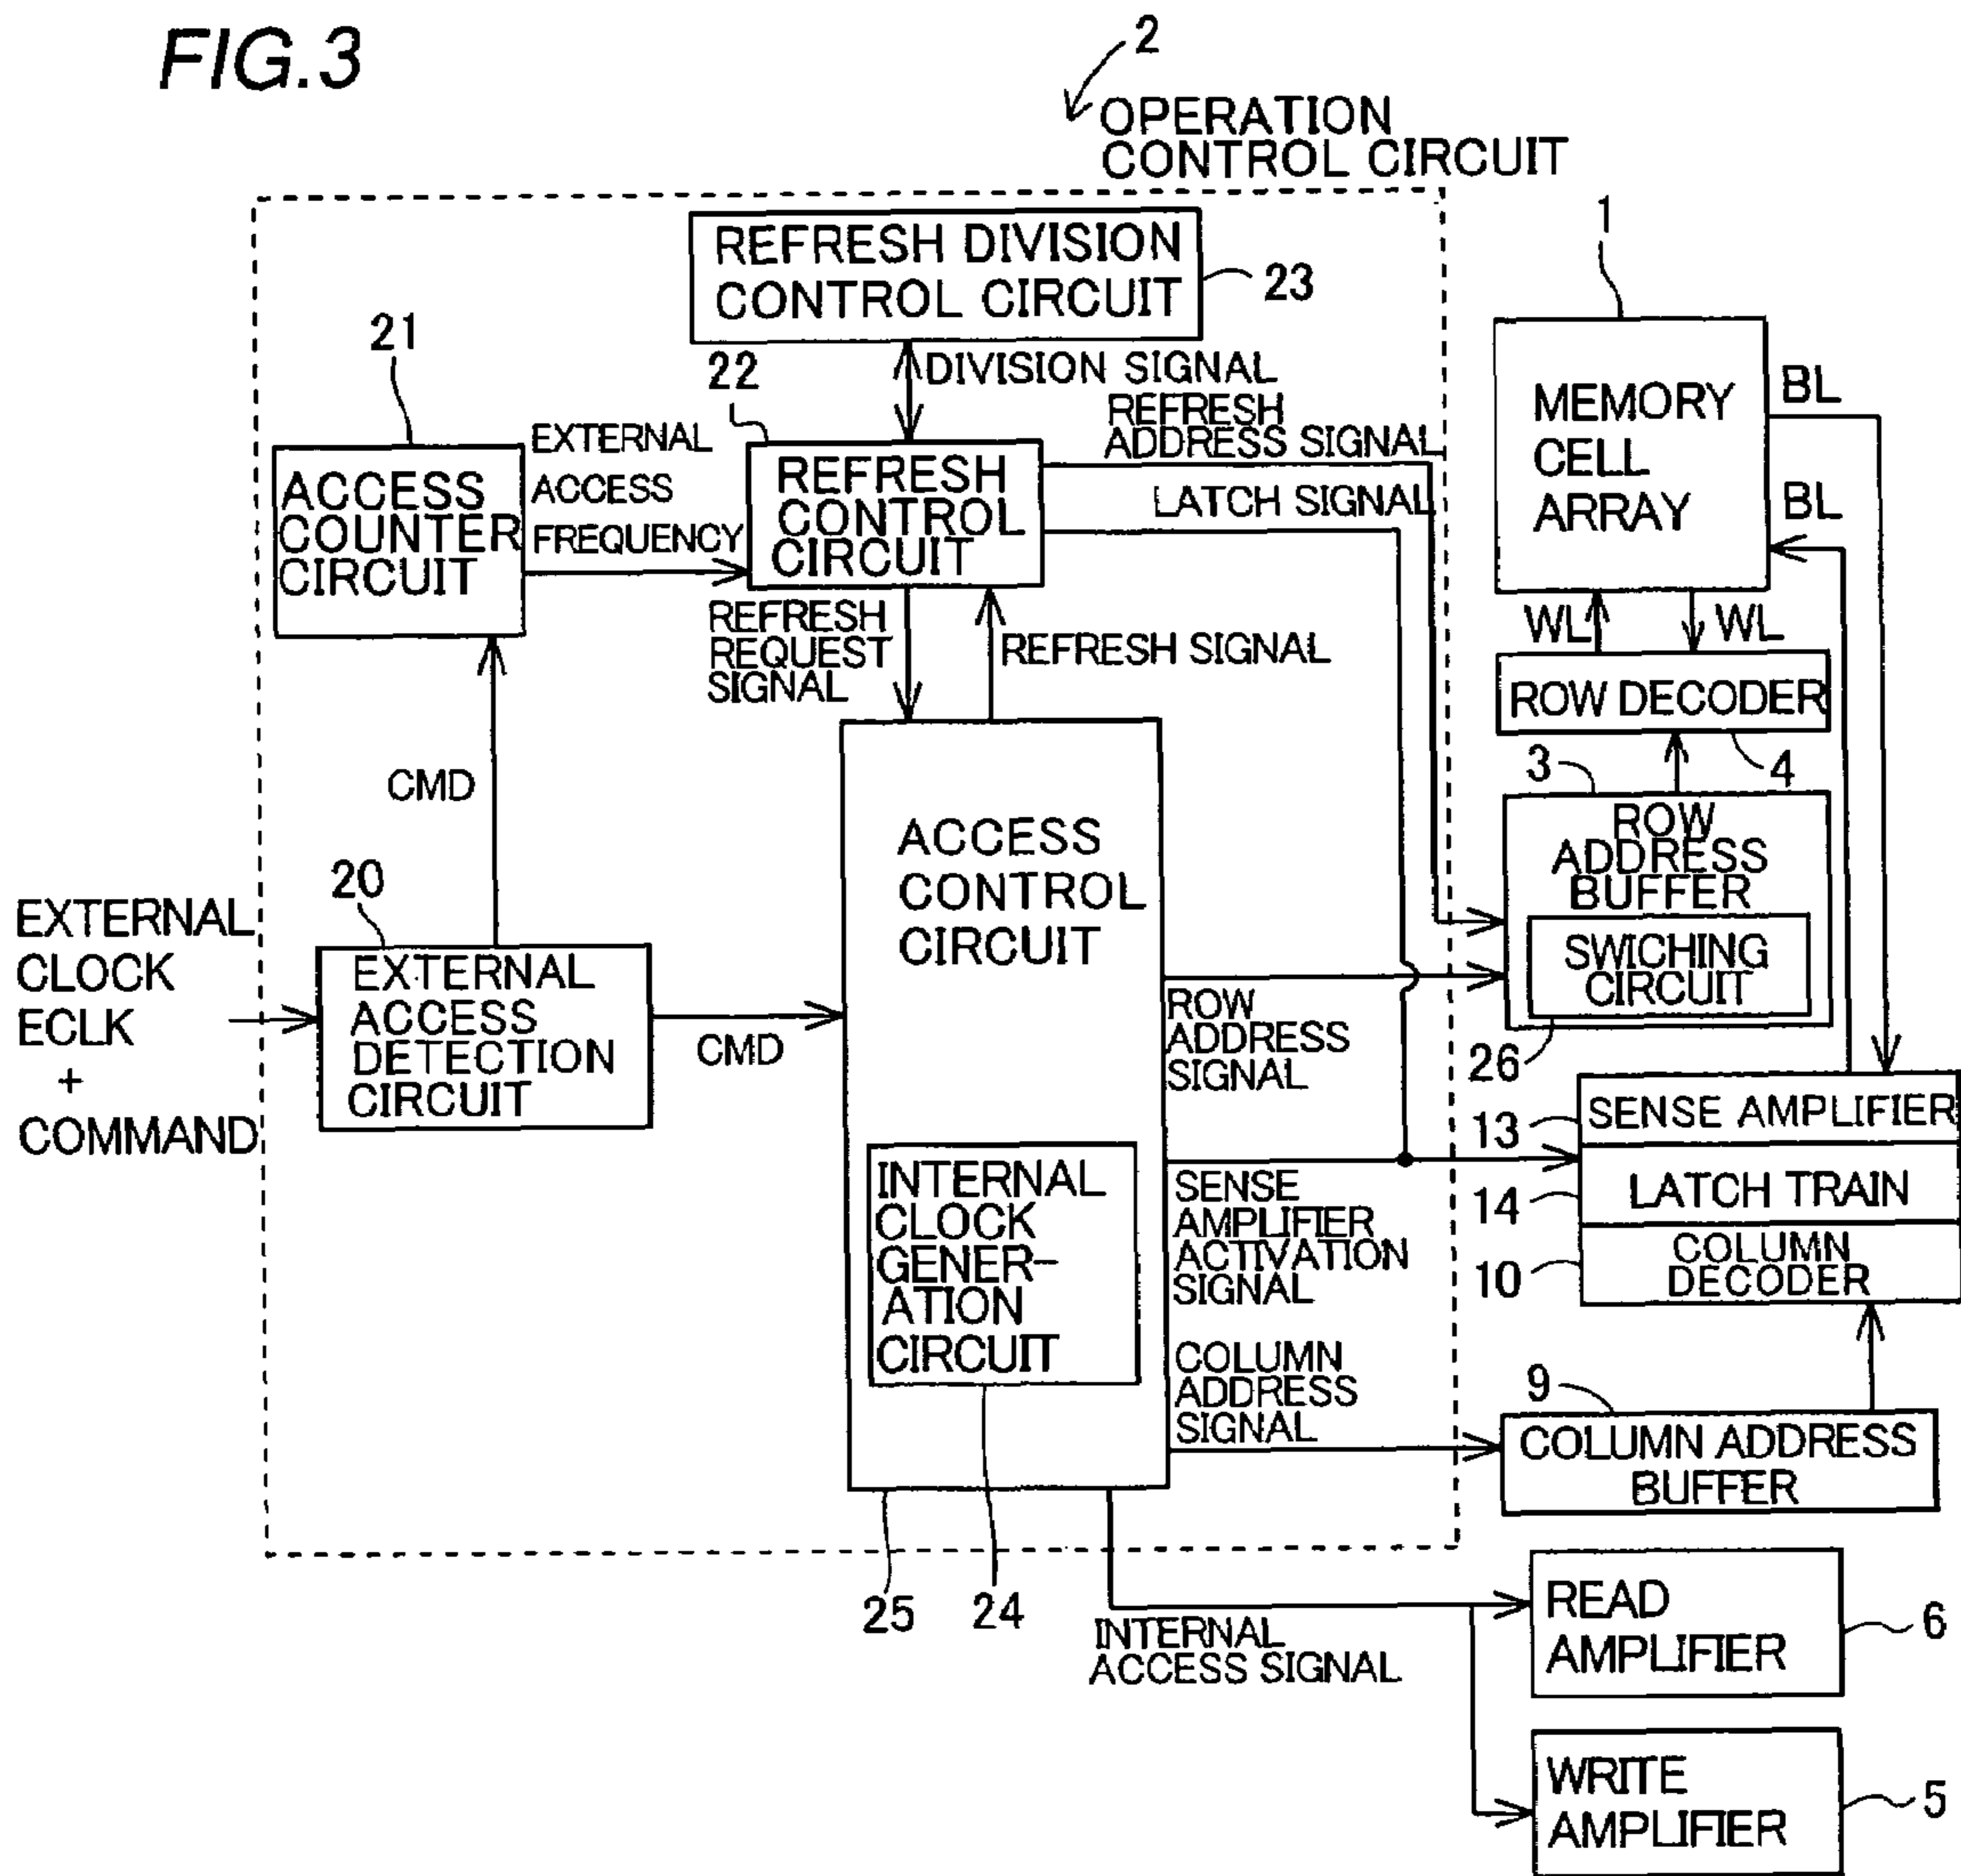 FIG.3
2
OPERATION
CONTROL CIRCUIT
REFRESH DIVISION
CONTROL CIRCUIT
23
DIVISION SIGNAL
21
ACCESS
COUNTER
CIRCUIT
EXTERNAL
ACCESS
FREQUENCY
22
REFRESH
CONTROL
CIRCUIT
REFRESH
ADDRESS SIGNAL
LATCH SIGNAL
REFRESH
REQUEST
SIGNAL
REFRESH SIGNAL
1
MEMORY
CELL
ARRAY
BL
BL
WL
WL
ROW DECODER
4
3
ROW
ADDRESS
BUFFER
SWICHING
CIRCUIT
26
CMD
EXTERNAL
CLOCK
ECLK
+
COMMAND
20
EXTERNAL
ACCESS
DETECTION
CIRCUIT
CMD
ACCESS
CONTROL
CIRCUIT
INTERNAL
CLOCK
GENER-
ATION
CIRCUIT
25
24
ROW
ADDRESS
SIGNAL
SENSE
AMPLIFIER
ACTIVATION
SIGNAL
COLUMN
ADDRESS
SIGNAL
13
SENSE AMPLIFIER
14
LATCH TRAIN
10
COLUMN
DECODER
9
COLUMN ADDRESS
BUFFER
INTERNAL
ACCESS SIGNAL
READ
AMPLIFIER
6
WRITE
AMPLIFIER
5